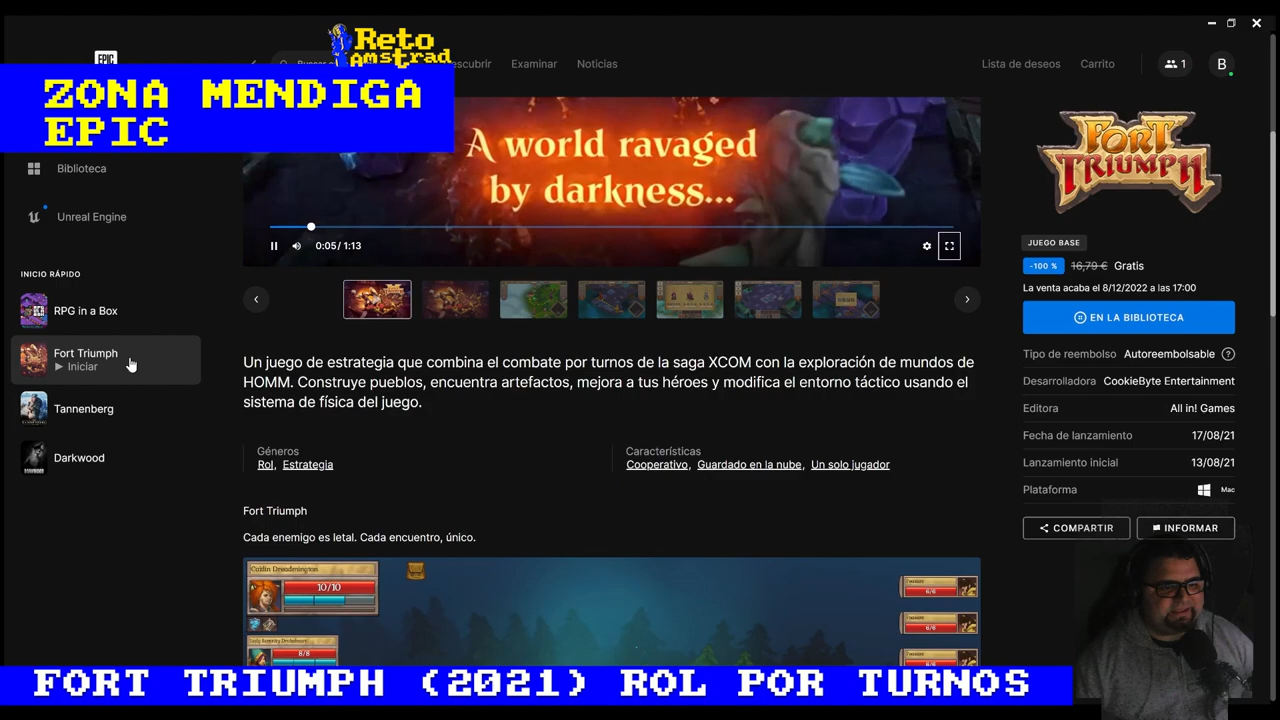 Reto
Amstrad
EPIC
ZONA MENDIGA
EPIC
Examinar
Noticias
Lista de deseos
Carrito
1
B
A world ravaged
by darkness...
0:05 / 1:13
Biblioteca
Unreal Engine
INICIO RÁPIDO
RPG in a Box
Fort Triumph
Iniciar
Tannenberg
Darkwood
Un juego de estrategia que combina el combate por turnos de la saga XCOM con la exploración de mundos de
HOMM. Construye pueblos, encuentra artefactos, mejora a tus héroes y modifica el entorno táctico usando el
sistema de física del juego.
Géneros
Rol, Estrategia
Características
Cooperativo, Guardado en la nube, Un solo jugador
Fort Triumph
Cada enemigo es letal. Cada encuentro, único.
10/10
8/8
6/6
6/6
6/6
FORT
TRIUMPH
JUEGO BASE
-100 % 16,79 € Gratis
La venta acaba el 8/12/2022 a las 17:00
EN LA BIBLIOTECA
Tipo de reembolso Autoreembolsable
Desarrolladora CookieByte Entertainment
Editora All in! Games
Fecha de lanzamiento 17/08/21
Lanzamiento inicial 13/08/21
Plataforma Mac
COMPARTIR
INFORMAR
FORT TRIUMPH (2021) ROL POR TURNOS